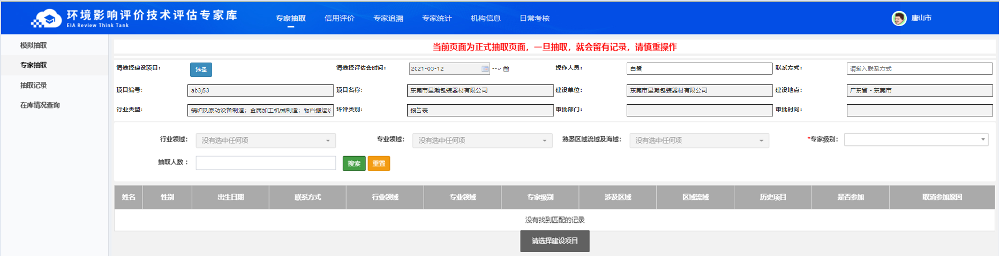 环境影响评价技术评估专家库
EIA Review Think Tank
专家抽取 信用评价 专家追溯 专家统计 机构信息 日常考核
唐山市
模拟抽取
专家抽取
抽取记录
在库情况查询
当前页面为正式抽取页面，一旦抽取，就会留有记录，请慎重操作
请选择建设项目： 选择 请选择评估会时间： 2021-03-12 --> 操作人员： 联系方式： 请输入联系方式
项目编号： ab3j53 项目名称： 东莞市星瀚包装器材有限公司 建设单位： 东莞市星瀚包装器材有限公司 建设地点： 广东省 - 东莞市
行业类型： 锅炉及原动设备制造；金属加工机械制造；物料搬运设 环评类别： 报告表 审批部门： 审批时间：
行业领域： 没有选中任何项 专业领域： 没有选中任何项 熟悉区域流域及海域： 没有选中任何项 *专家级别：
抽取人数： 搜索 重置
姓名 性别 出生日期 联系方式 行业领域 专业领域 专家级别 涉及区域 区域流域 历史项目 是否参加 取消参加原因
没有找到匹配的记录
请选择建设项目